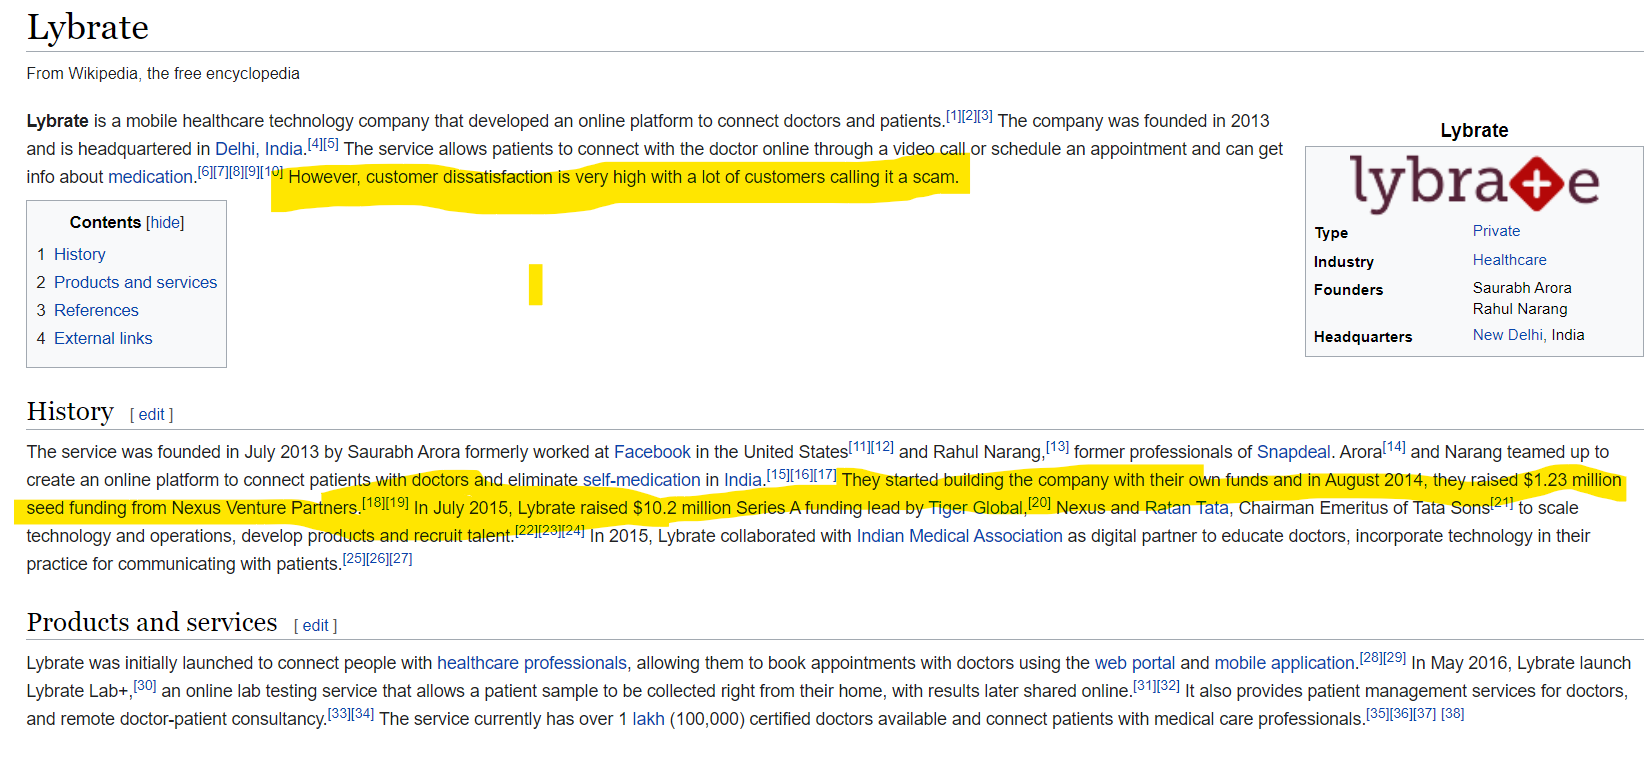 Lybrate
From Wikipedia, the free encyclopedia
Lybrate is a mobile healthcare technology company that developed an online platform to connect doctors and patients.[1][2][3] The company was founded in 2013
and is headquartered in Delhi, India.[4][5] The service allows patients to connect with the doctor online through a video call or schedule an appointment and can get
info about medication.[6][7][8][9][10] However, customer dissatisfaction is very high with a lot of customers calling it a scam.
Lybrate
lybrate
Type Private
Industry Healthcare
Founders Saurabh Arora
Rahul Narang
Headquarters New Delhi, India
Contents [hide]
1 History
2 Products and services
3 References
4 External links
History [ edit ]
The service was founded in July 2013 by Saurabh Arora formerly worked at Facebook in the United States[11][12] and Rahul Narang,[13] former professionals of Snapdeal. Arora[14] and Narang teamed up to
create an online platform to connect patients with doctors and eliminate self-medication in India.[15][16][17] They started building the company with their own funds and in August 2014, they raised $1.23 million
seed funding from Nexus Venture Partners.[18][19] In July 2015, Lybrate raised $10.2 million Series A funding lead by Tiger Global,[20] Nexus and Ratan Tata, Chairman Emeritus of Tata Sons[21] to scale
technology and operations, develop products and recruit talent.[22][23][24] In 2015, Lybrate collaborated with Indian Medical Association as digital partner to educate doctors, incorporate technology in their
practice for communicating with patients.[25][26][27]
Products and services [ edit ]
Lybrate was initially launched to connect people with healthcare professionals, allowing them to book appointments with doctors using the web portal and mobile application.[28][29] In May 2016, Lybrate launch
Lybrate Lab+,[30] an online lab testing service that allows a patient sample to be collected right from their home, with results later shared online.[31][32] It also provides patient management services for doctors,
and remote doctor-patient consultancy.[33][34] The service currently has over 1 lakh (100,000) certified doctors available and connect patients with medical care professionals.[35][36][37] [38]